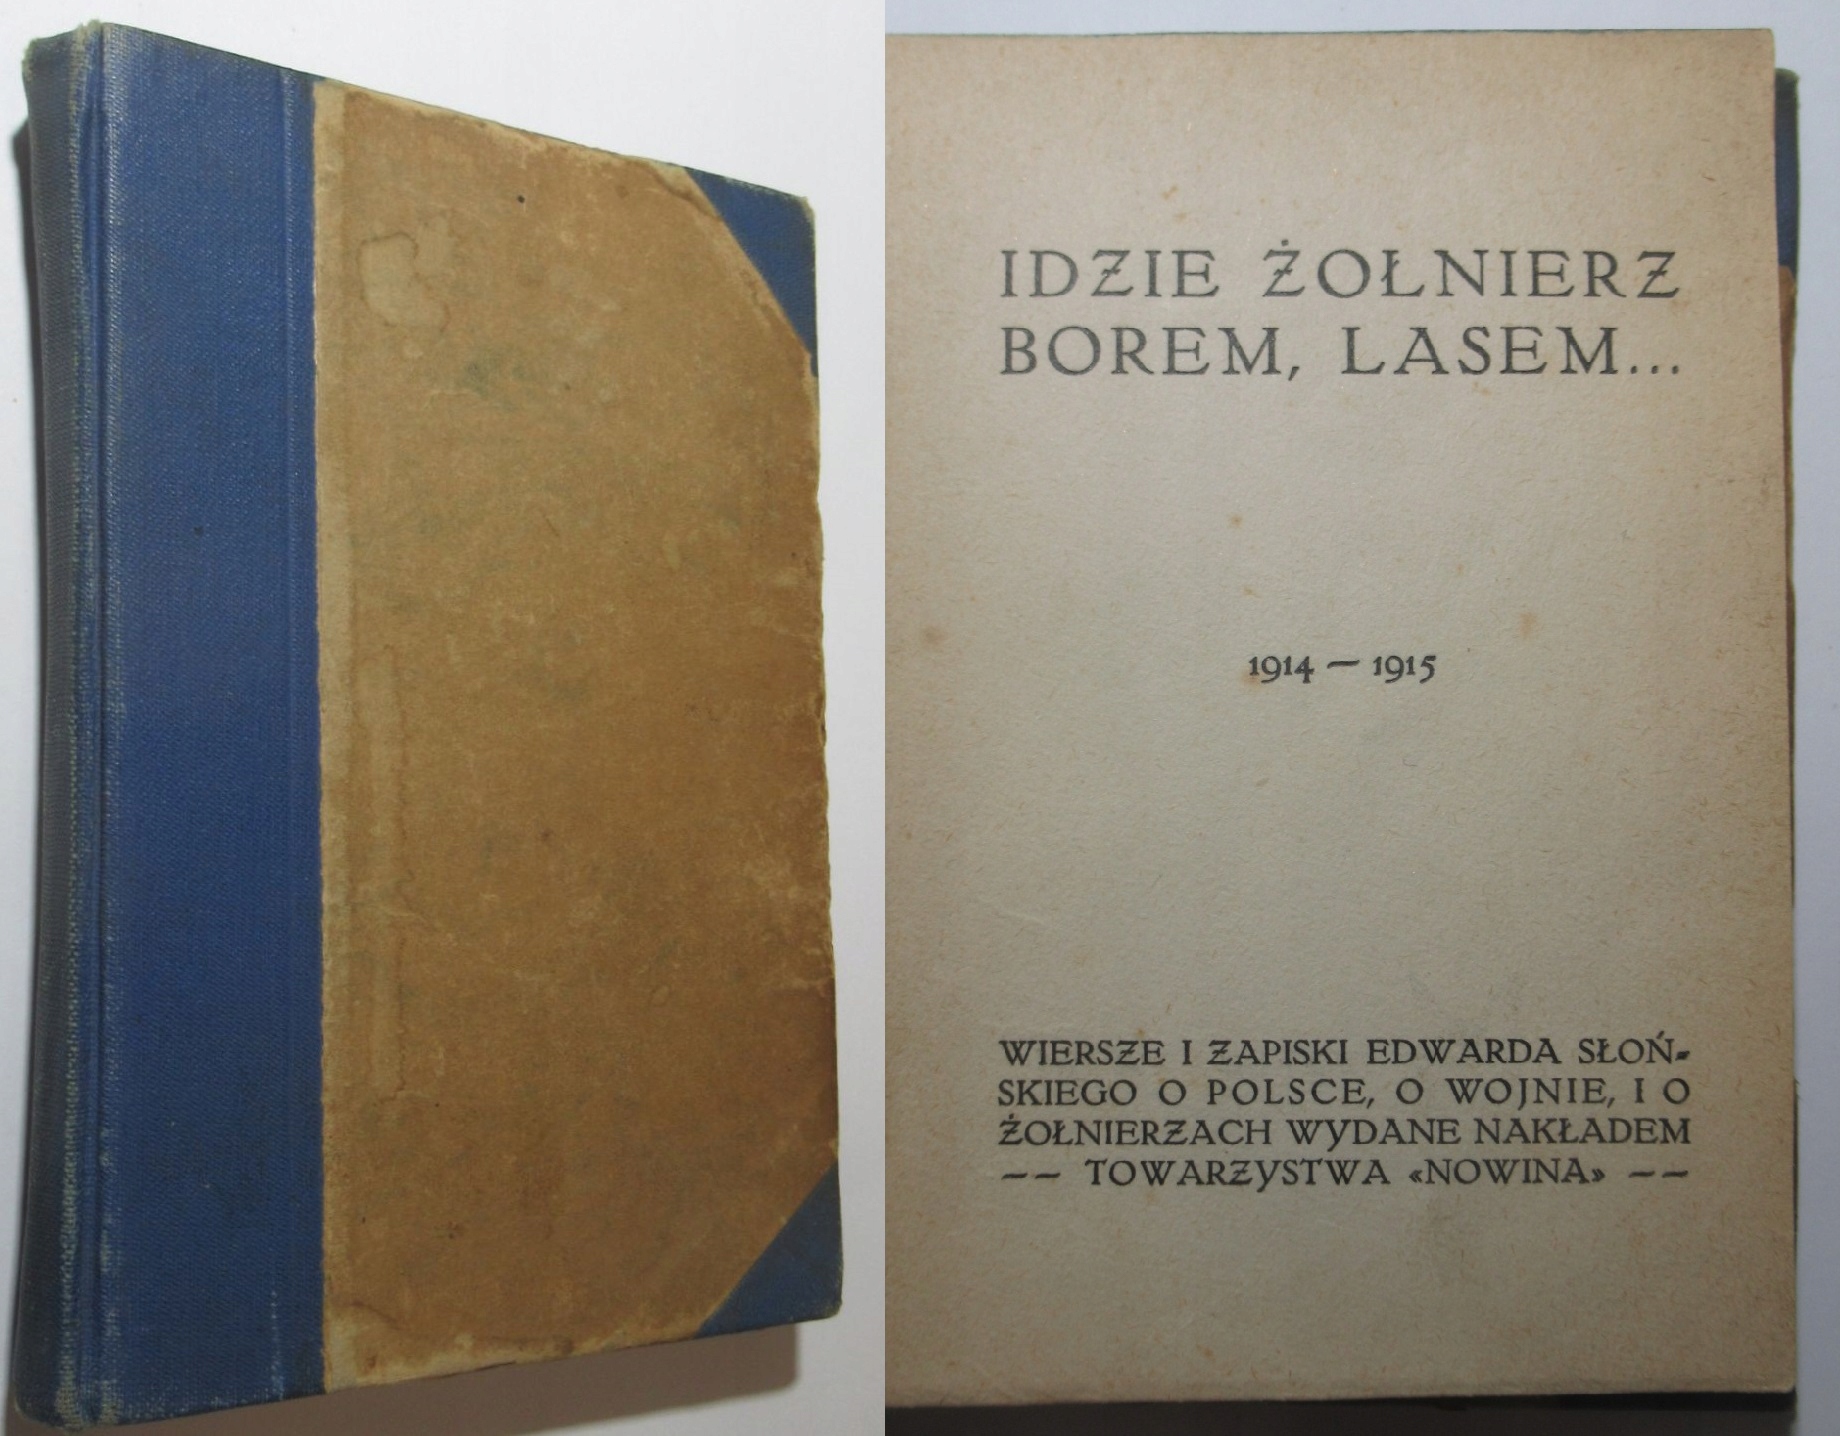 IDZIE ŻOŁNIERZ
BOREM, LASEM...
1914 — 1915
WIERSZE I ZAPISKI EDWARDA SŁOŃ-
SKIEGO O POLSCE, O WOJNIE, I O
ŻOŁNIERZACH WYDANE NAKŁADEM
— — TOWARZYSTWA «NOWINA» — —